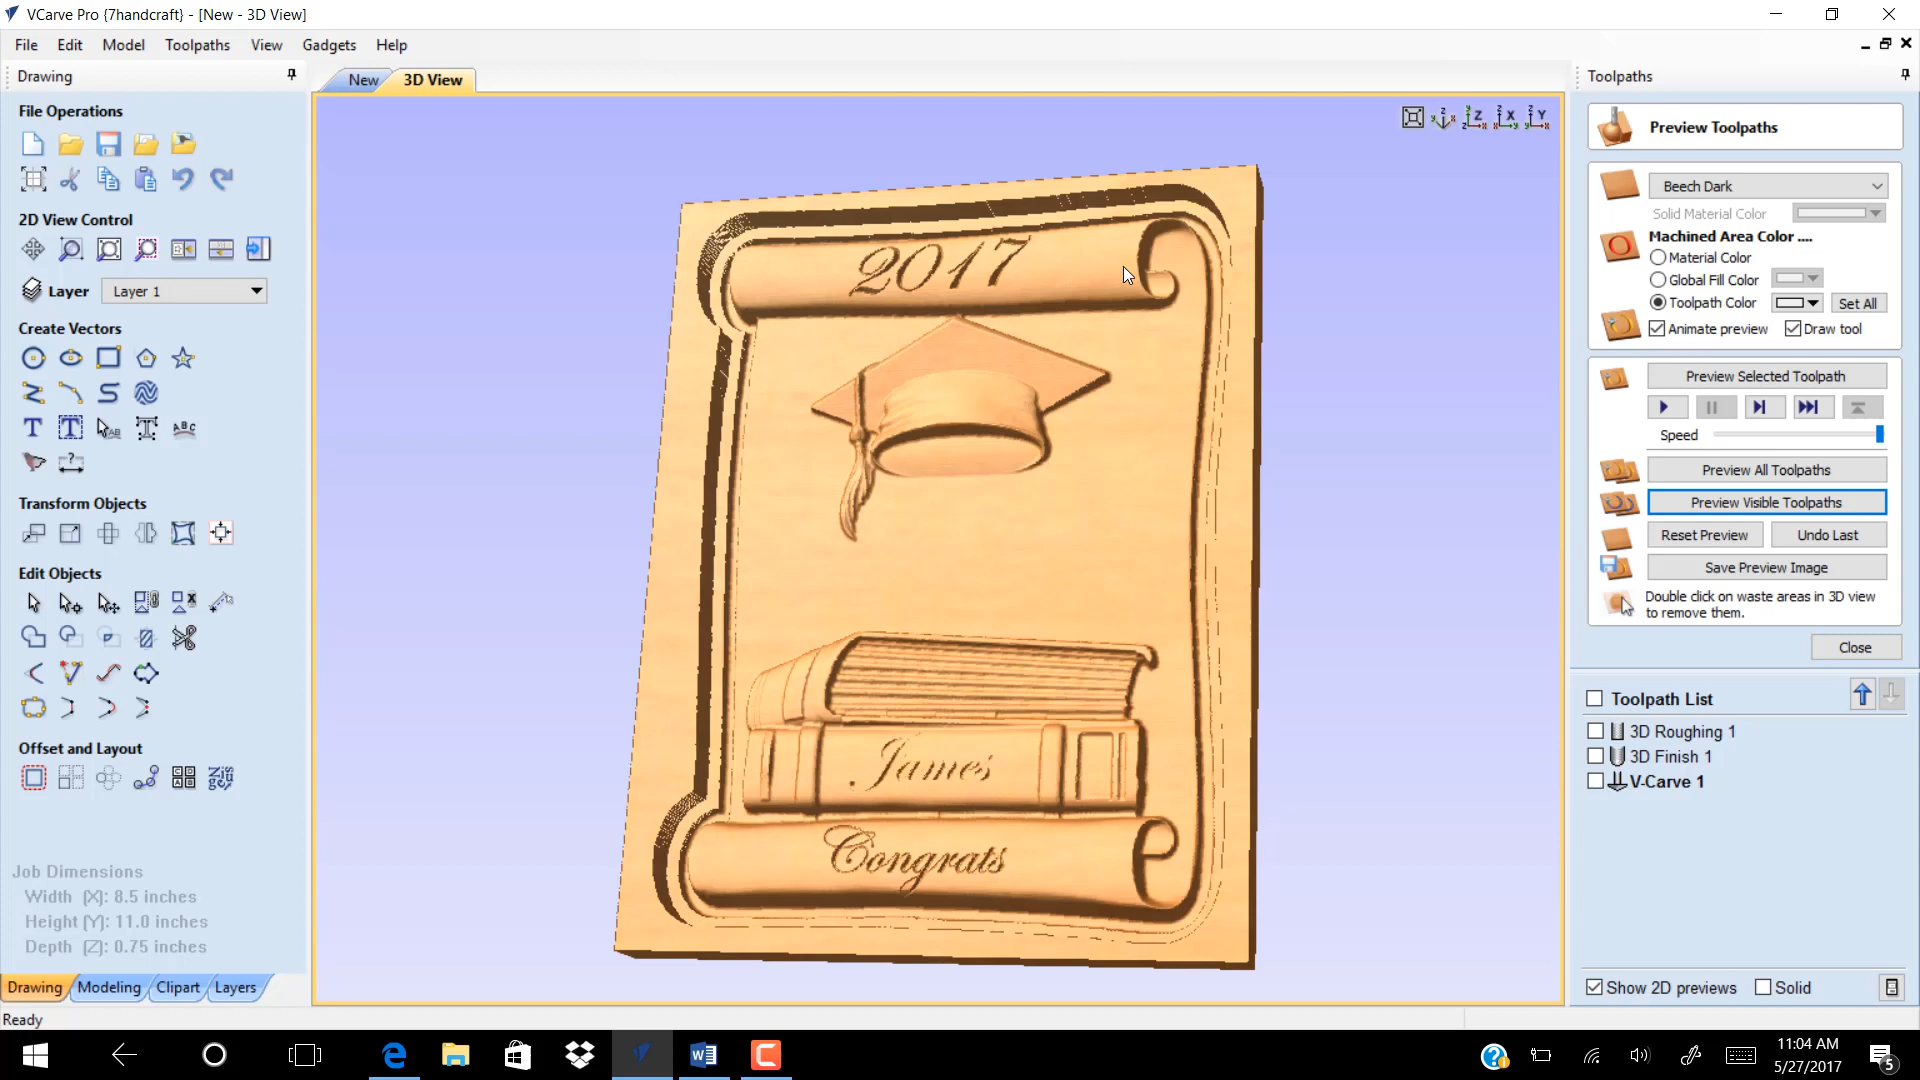 VCarve Pro {7handcraft} - [New - 3D View]
File Edit Model Toolpaths View Gadgets Help
Drawing
File Operations
2D View Control
Layer Layer 1
Create Vectors
Transform Objects
Edit Objects
Offset and Layout
Job Dimensions
Width (X): 8.5 inches
Height (Y): 11.0 inches
Depth (Z): 0.75 inches
Drawing Modeling Clipart Layers
Ready
New 3D View
2017
James
Congrats
Toolpaths
Preview Toolpaths
Beech Dark
Solid Material Color
Machined Area Color ....
Material Color
Global Fill Color
Toolpath Color Set All
Animate preview Draw tool
Preview Selected Toolpath
Speed
Preview All Toolpaths
Preview Visible Toolpaths
Reset Preview Undo Last
Save Preview Image
Double click on waste areas in 3D view
to remove them.
Close
Toolpath List
3D Roughing 1
3D Finish 1
V-Carve 1
Show 2D previews Solid
11:04 AM
5/27/2017
5